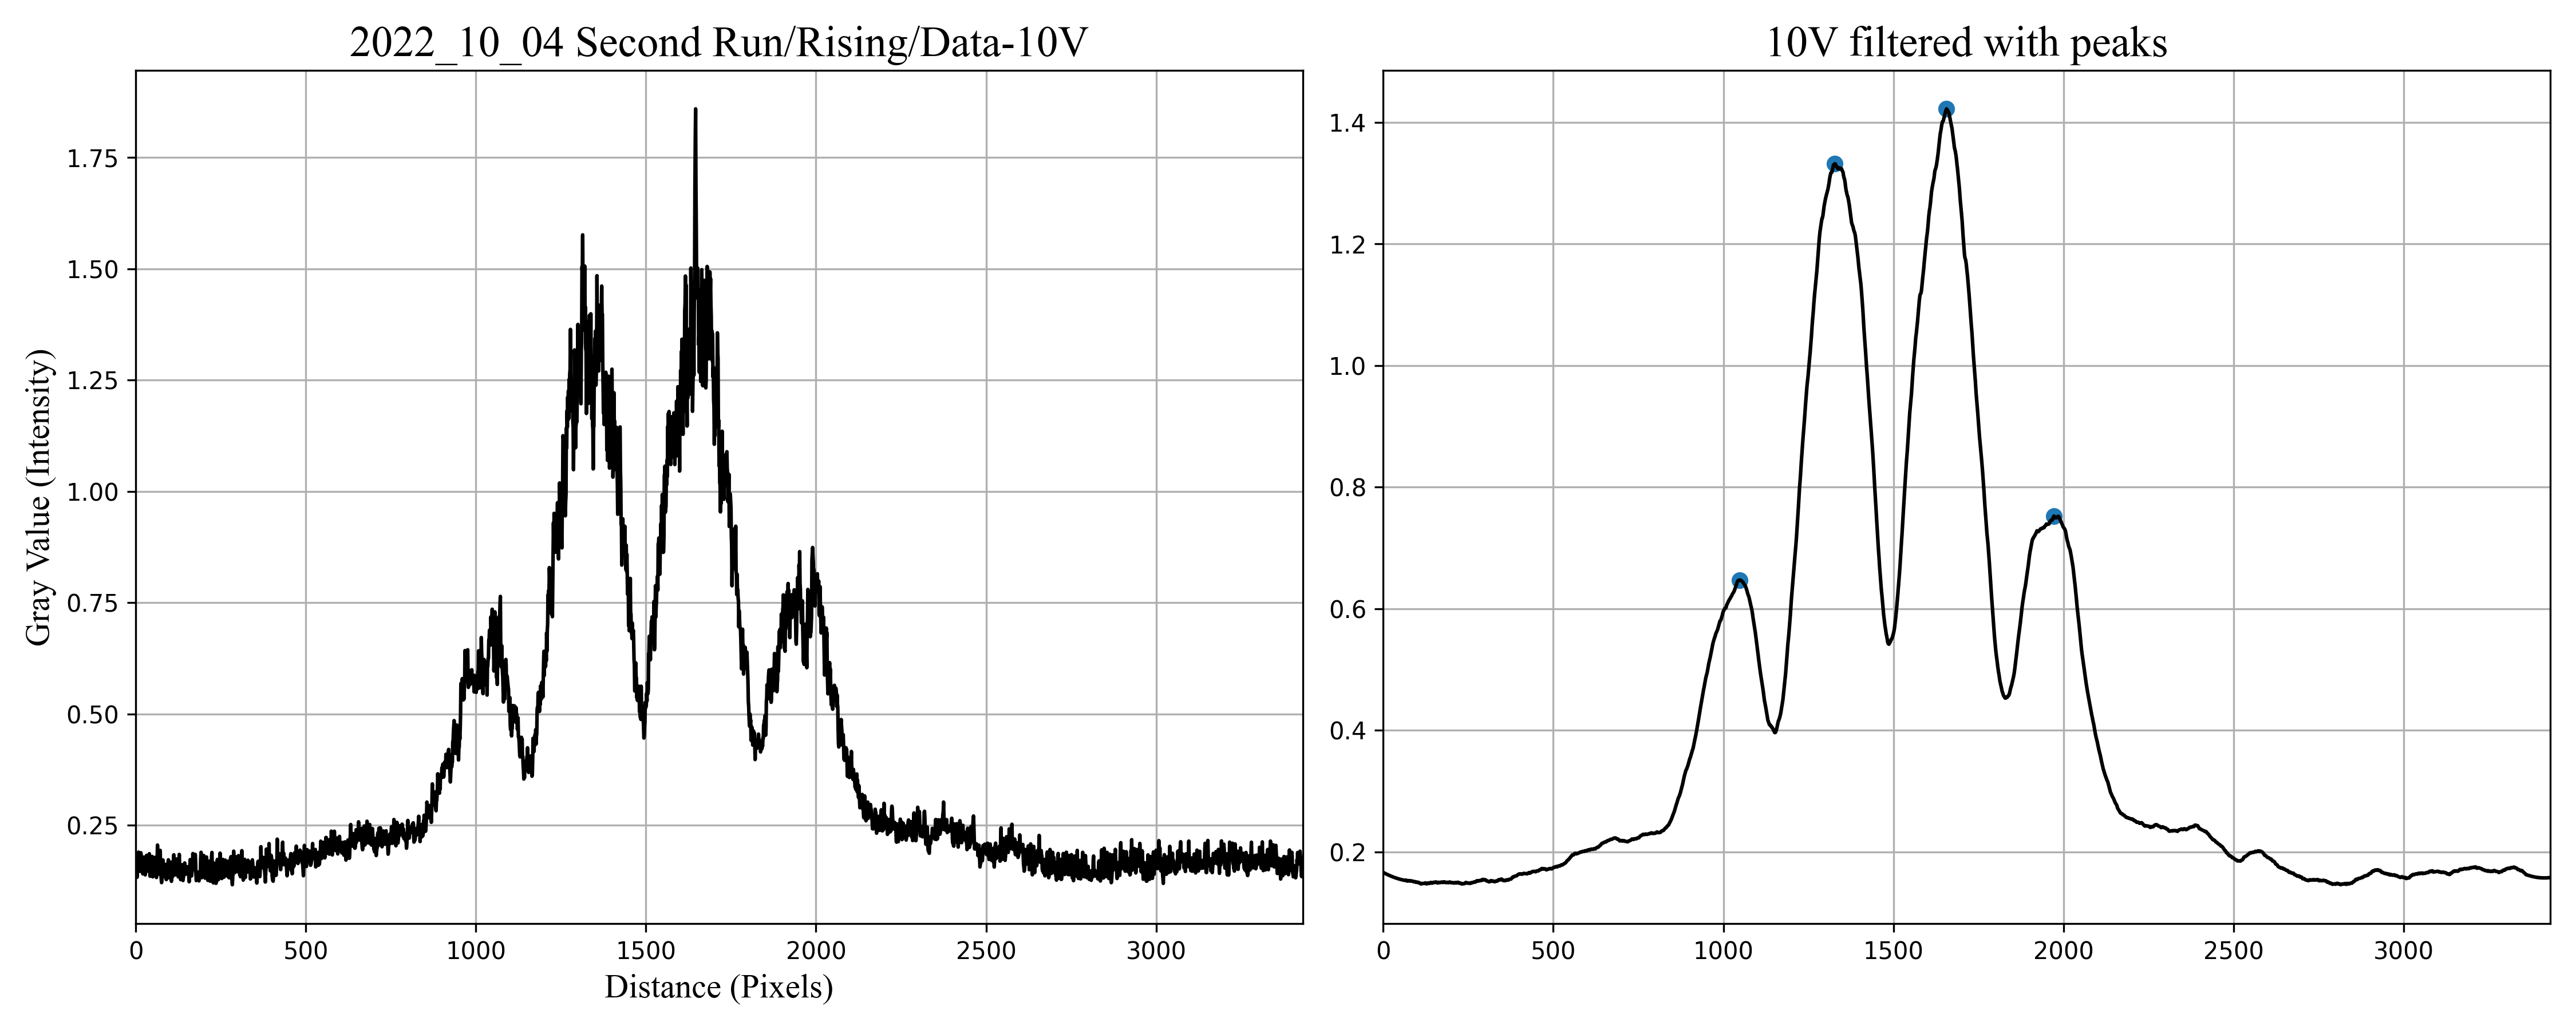 2022_10_04 Second Run/Rising/Data-10V
Gray Value (Intensity)
1.75
1.50
1.25
1.00
0.75
0.50
0.25
0 500 1000 1500 2000 2500 3000
Distance (Pixels)
10V filtered with peaks
1.4
1.2
1.0
0.8
0.6
0.4
0.2
0 500 1000 1500 2000 2500 3000